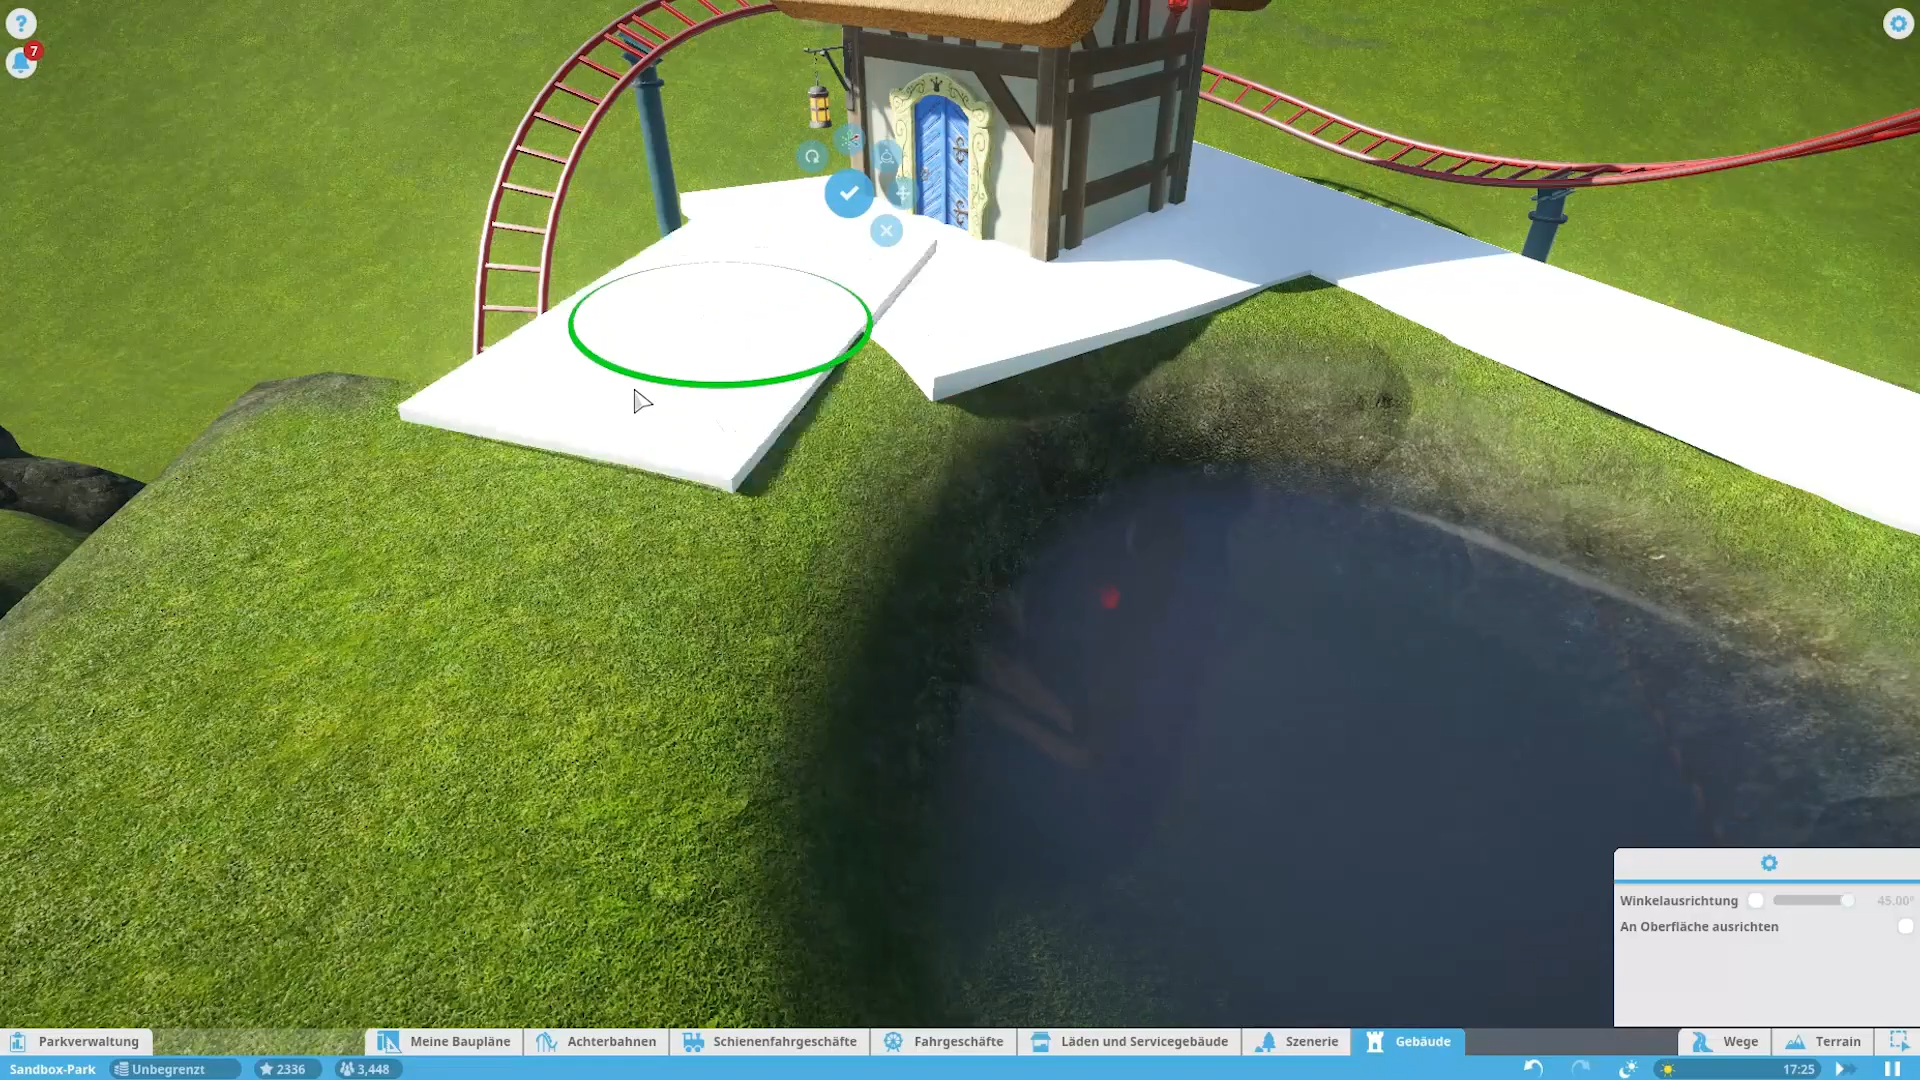 ?
7
Winkelausrichtung 45.00°
An Oberfläche ausrichten
Parkverwaltung Meine Baupläne Achterbahnen Schienenfahrgeschäfte Fahrgeschäfte Läden und Servicegebäude Szenerie Gebäude Wege Terrain
Sandbox-Park Unbegrenzt 2336 3,448 17:25